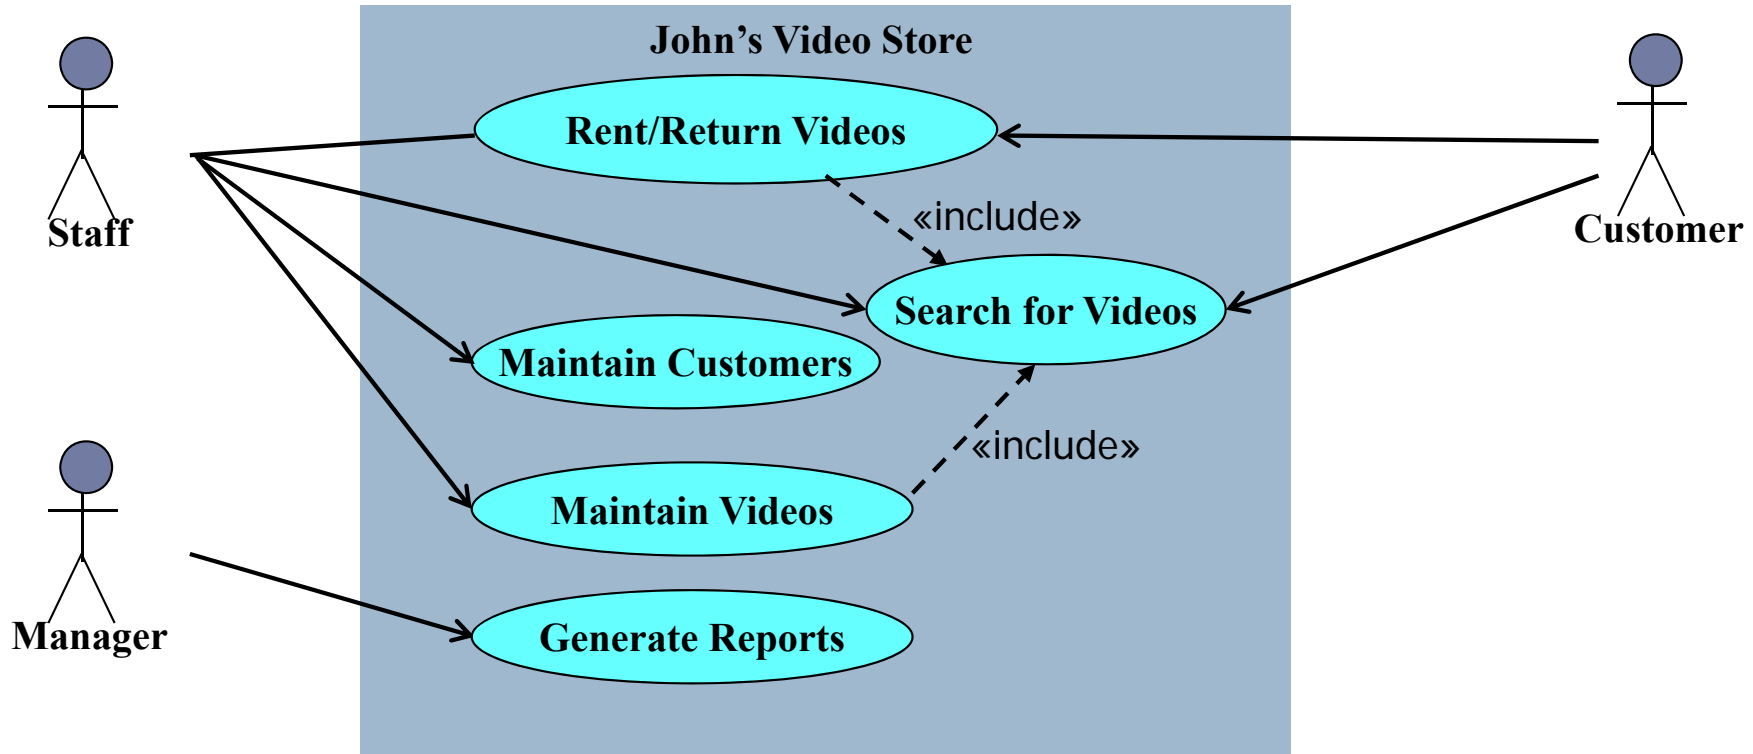 John’s Video Store
Rent/Return Videos
«include»
Staff
Customer
Search for Videos
Maintain Customers
«include»
Maintain Videos
Manager
Generate Reports